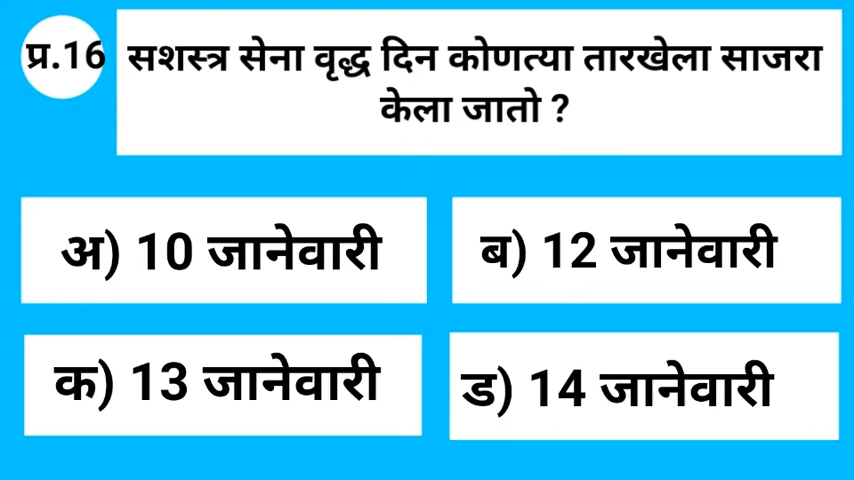 प्र.16
सशस्त्र सेना वृद्ध दिन कोणत्या तारखेला साजरा
केला जातो ?
अ) 10 जानेवारी
ब) 12 जानेवारी
क) 13 जानेवारी
ड) 14 जानेवारी